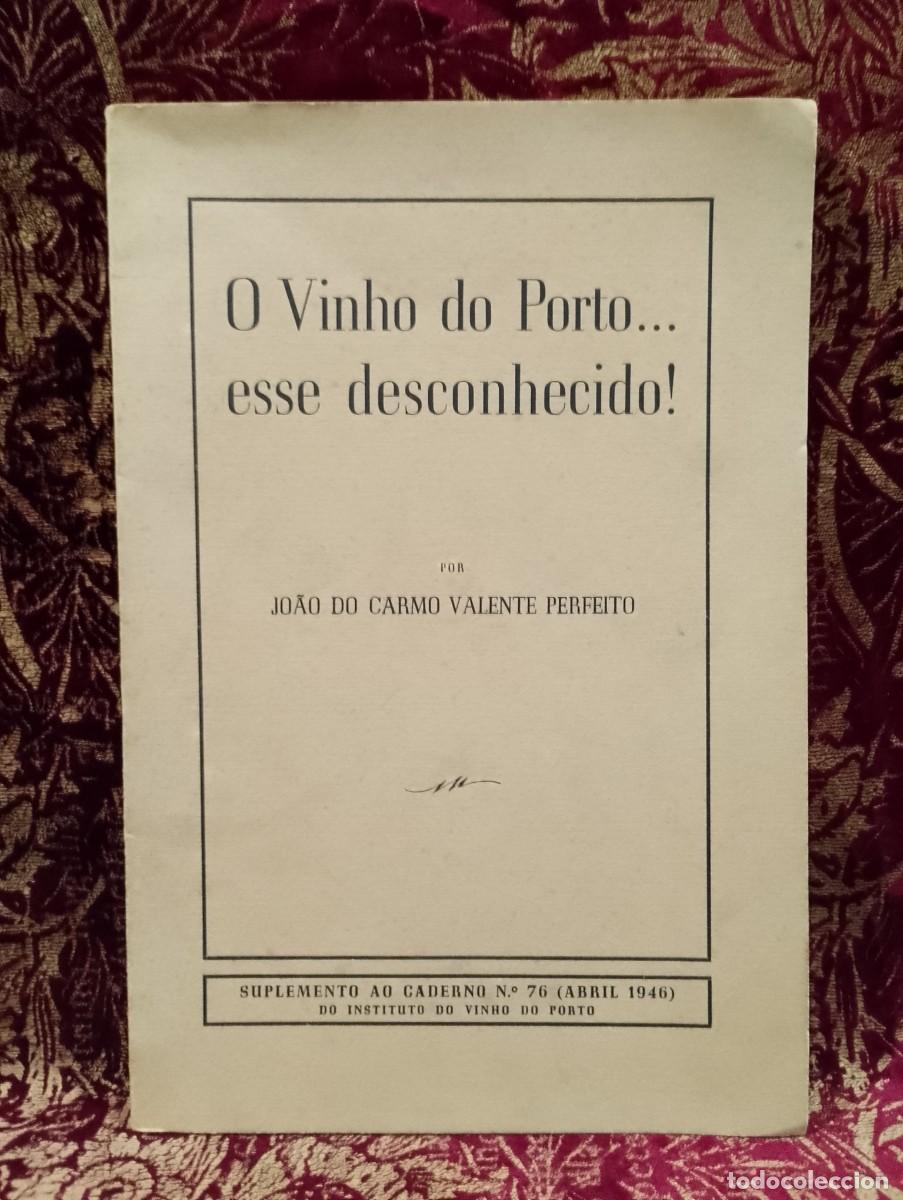 O Vinho do Porto...
esse desconhecido!
POR
JOÃO DO CARMO VALENTE PERFEITO
SUPLEMENTO AO CADERNO N.º 76 (ABRIL 1946)
DO INSTITUTO DO VINHO DO PORTO
todocoleccion